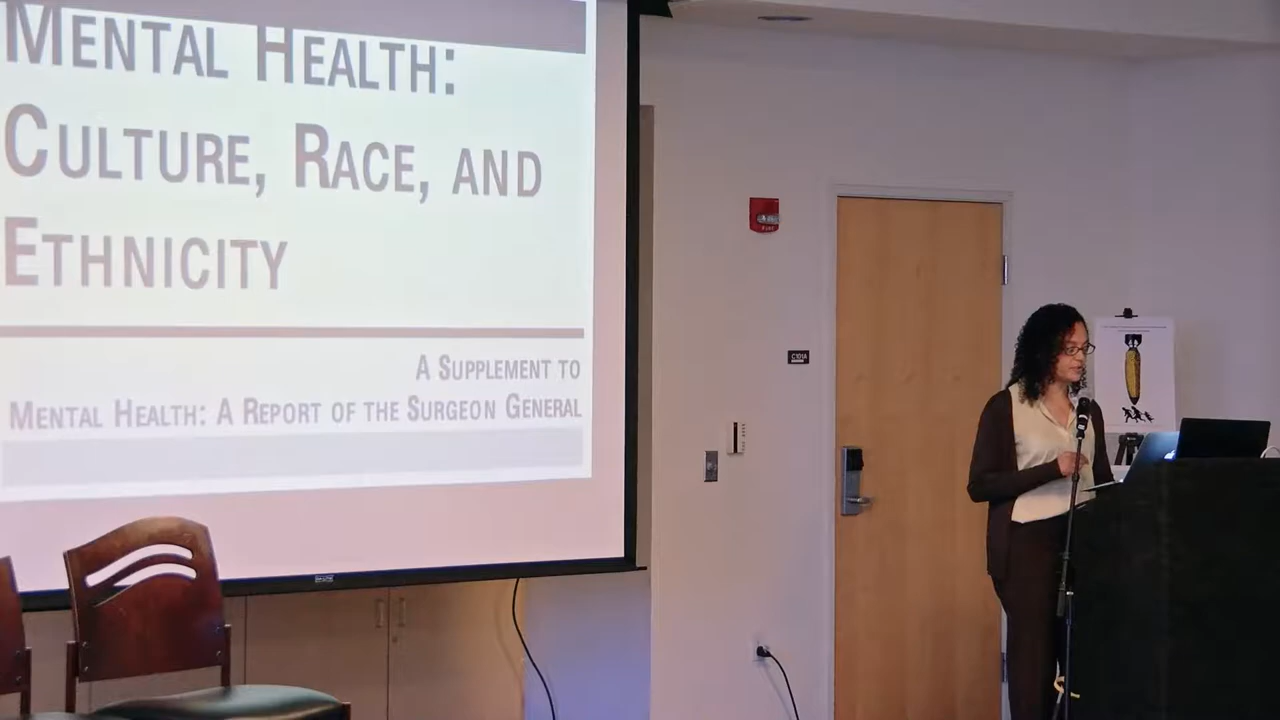 MENTAL HEALTH:
CULTURE, RACE, AND
ETHNICITY
A SUPPLEMENT TO
MENTAL HEALTH: A REPORT OF THE SURGEON GENERAL
FIRE
C101A